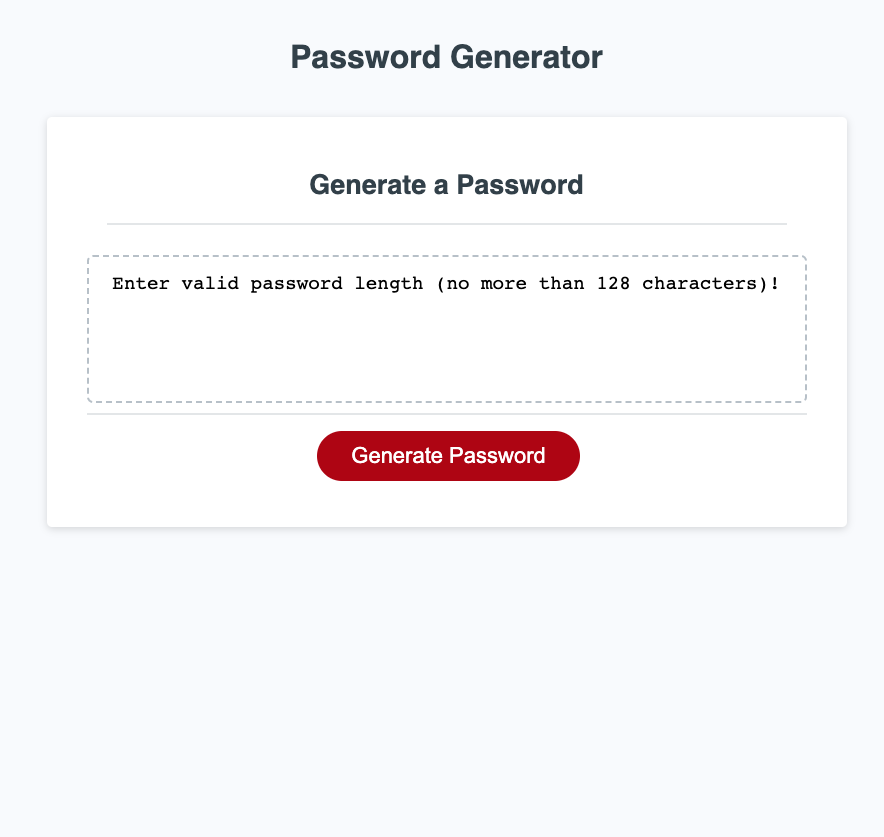 Password Generator
Generate a Password
Enter valid password length (no more than 128 characters)!
Generate Password